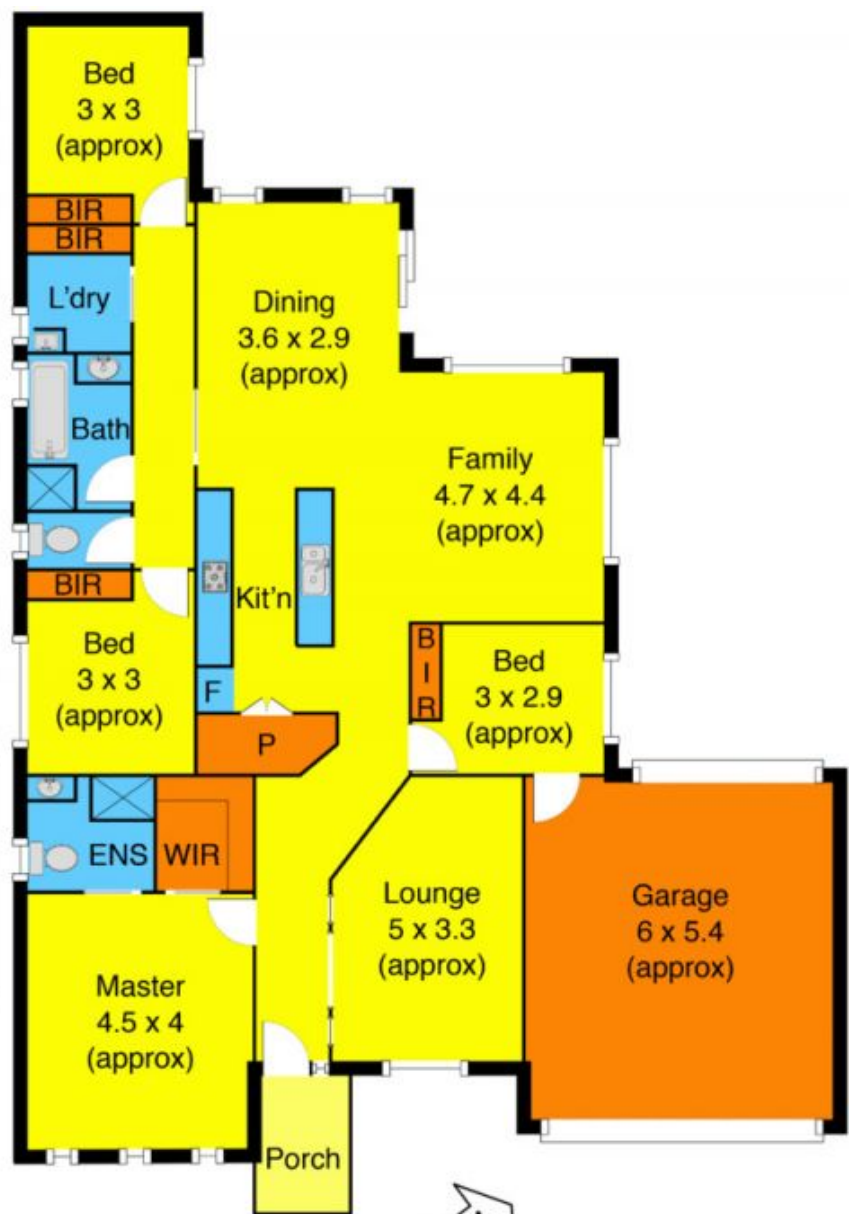 Bed
3 x 3
(approx)
BIR
BIR
L'dry
Dining
3.6 x 2.9
(approx)
Bath
Family
4.7 x 4.4
(approx)
Kit'n
BIR
Bed
3 x 3
(approx)
F
B
I
R
Bed
3 x 2.9
(approx)
P
ENS
WIR
Lounge
5 x 3.3
(approx)
Garage
6 x 5.4
(approx)
Master
4.5 x 4
(approx)
Porch